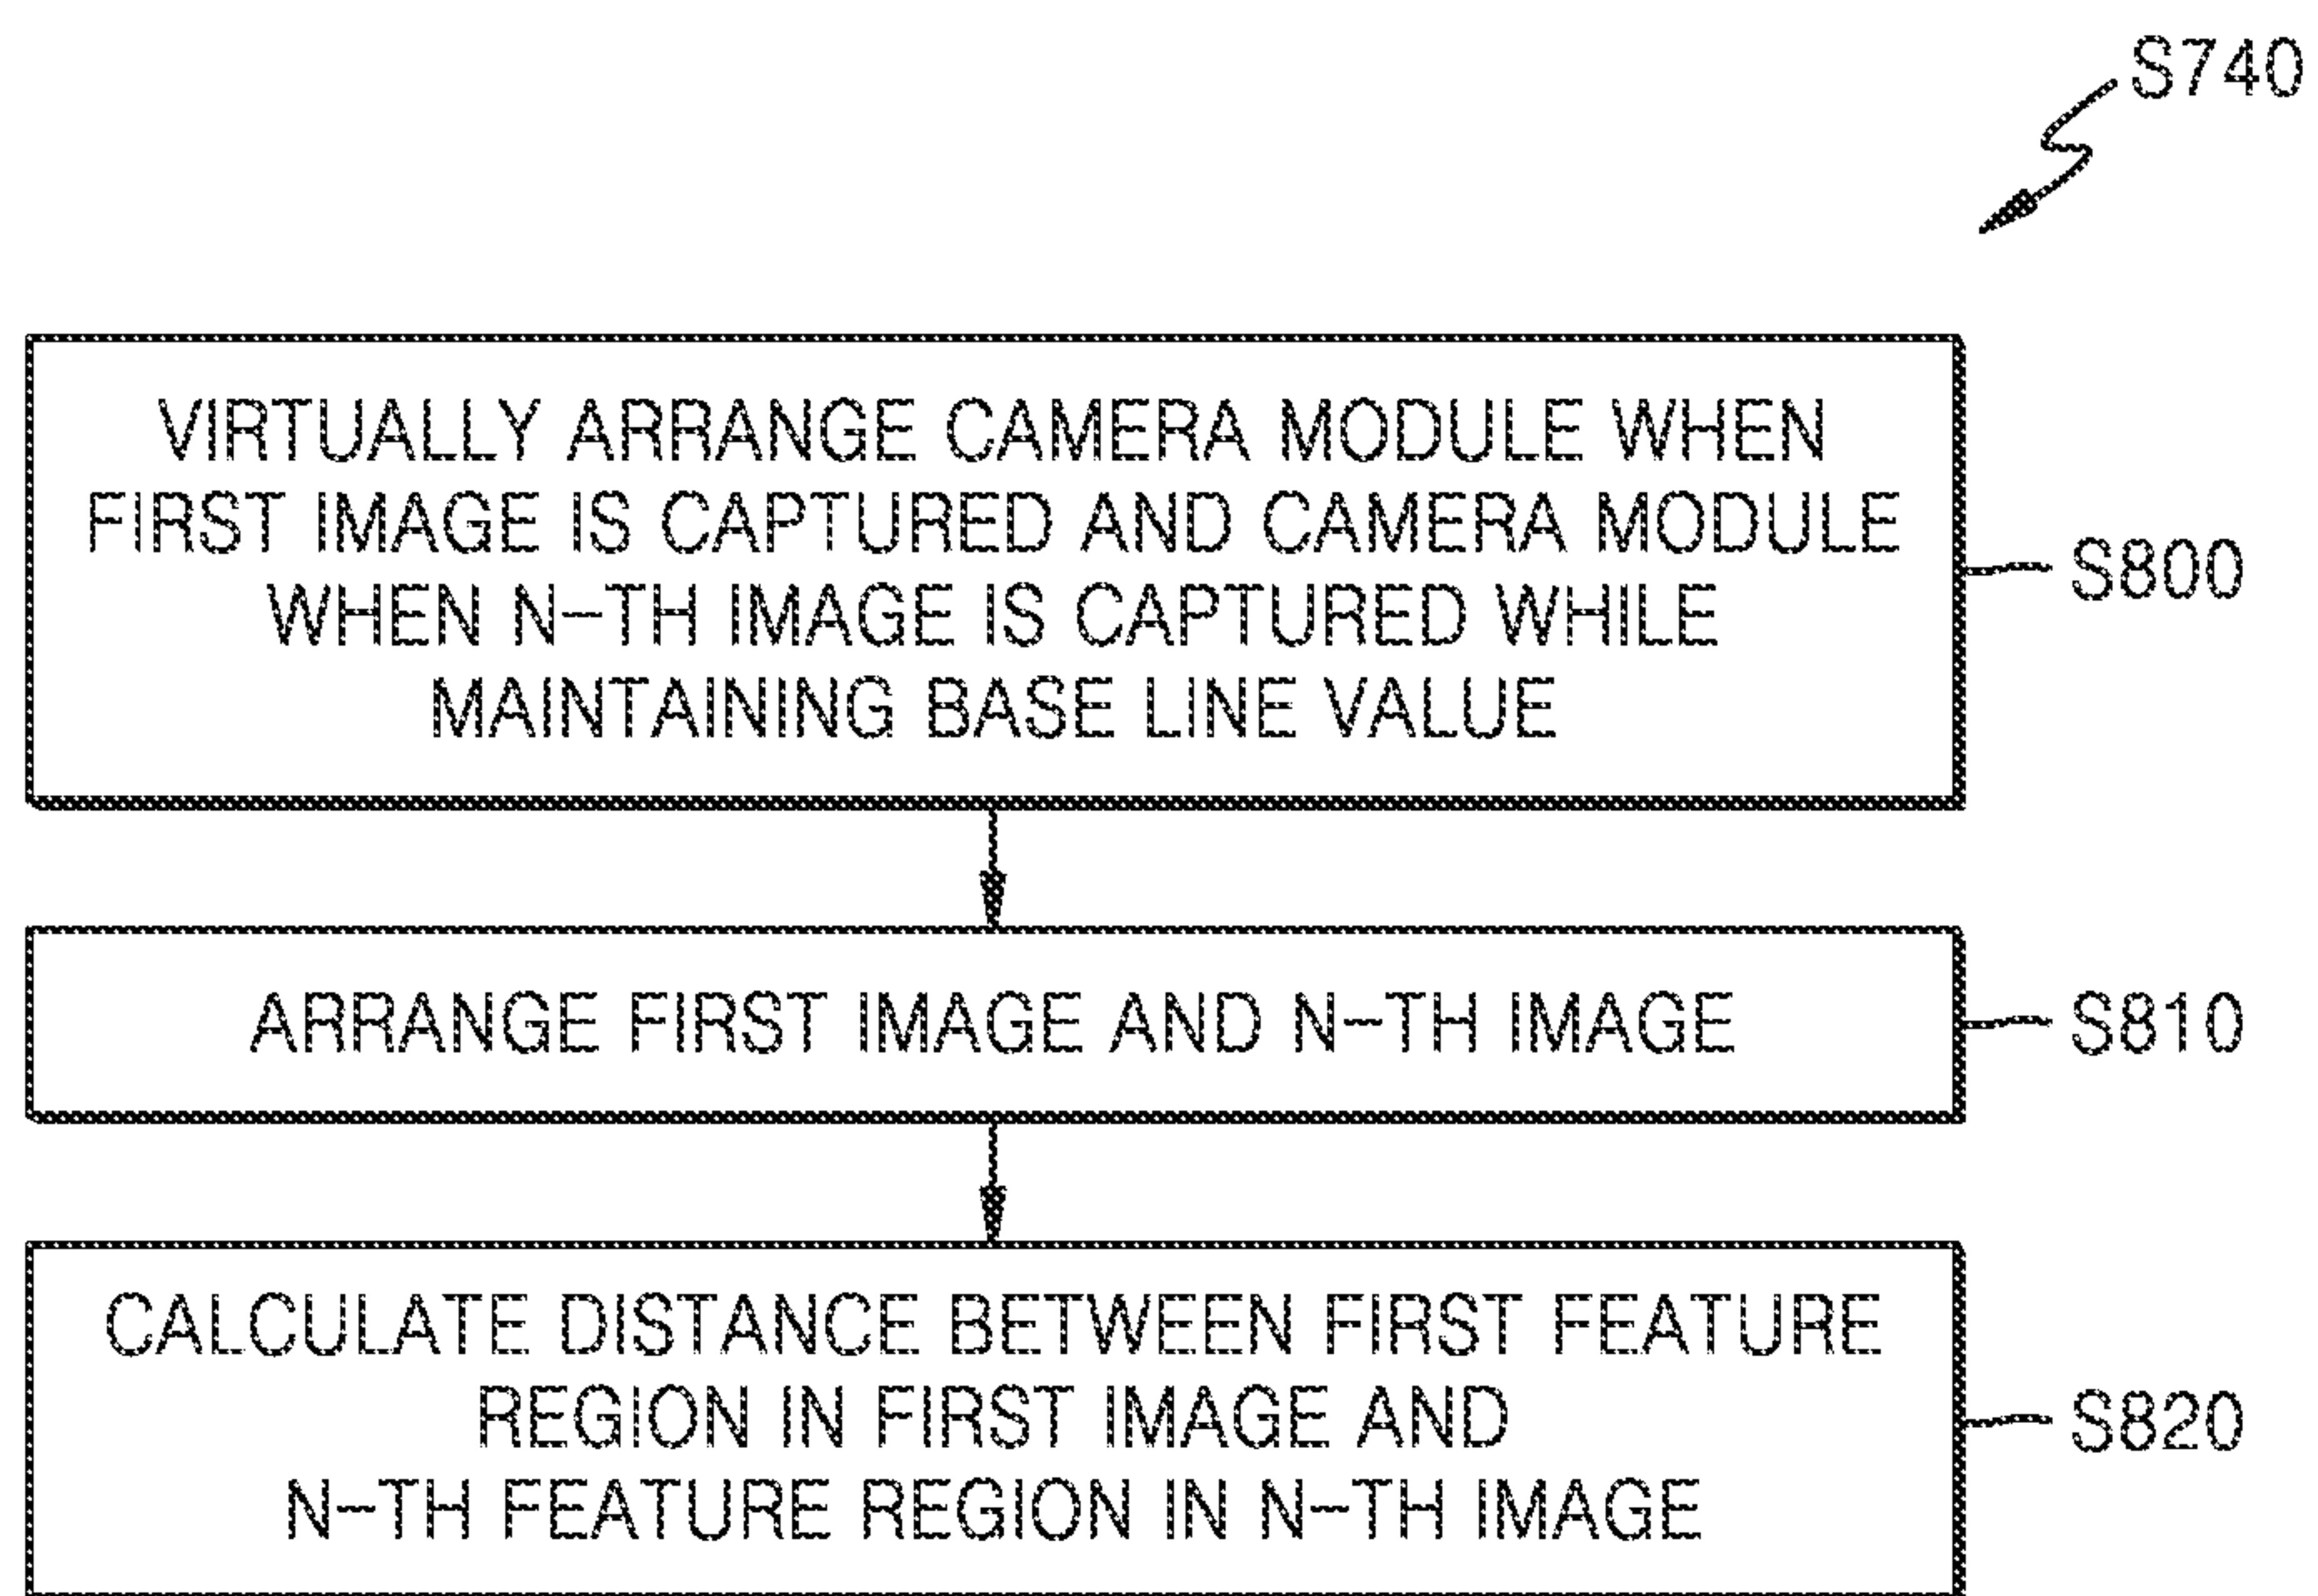 S740
VIRTUALLY ARRANGE CAMERA MODULE WHEN
FIRST IMAGE IS CAPTURED AND CAMERA MODULE
WHEN N-TH IMAGE IS CAPTURED WHILE
MAINTAINING BASE LINE VALUE
S800
ARRANGE FIRST IMAGE AND N-TH IMAGE
S810
CALCULATE DISTANCE BETWEEN FIRST FEATURE
REGION IN FIRST IMAGE AND
N-TH FEATURE REGION IN N-TH IMAGE
S820